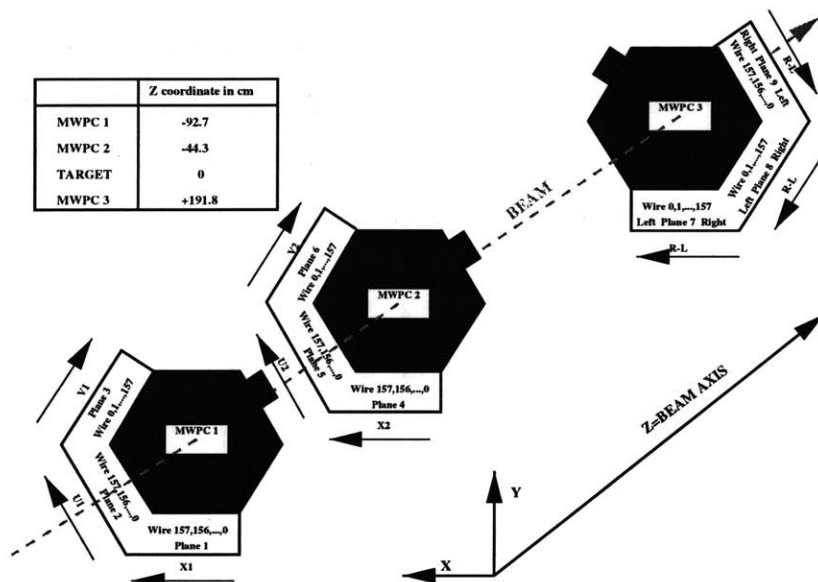 Z coordinate in cm
MWPC 1 -92.7
MWPC 2 -44.3
TARGET 0
MWPC 3 +191.8
Right Plane 9 Left
Wire 157,156,...,0
R-L
MWPC 3
Wire 0,1,...,157
Left Plane 8 Right
R-L
Wire 0,1,...,157
Left Plane 7 Right
R-L
BEAM
V2
Plane 6
Wire 0,1,...,157
MWPC 2
Wire 157,156,...,0
Plane 5
U2
Wire 157,156,...,0
Plane 4
X2
V1
Plane 3
Wire 0,1,...,157
MWPC 1
Wire 157,156,...,0
Plane 2
U1
Wire 157,156,...,0
Plane 1
X1
Z=BEAM AXIS
Y
X